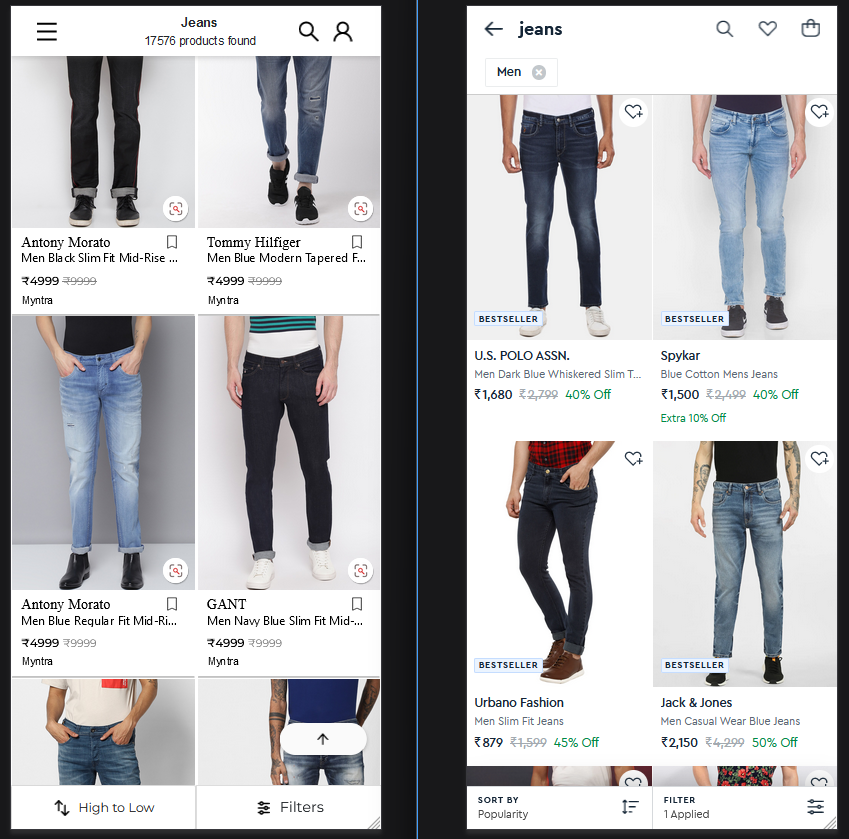 Jeans
17576 products found
Antony Morato
Men Black Slim Fit Mid-Rise ...
₹4999 ₹9999
Myntra
Tommy Hilfiger
Men Blue Modern Tapered F...
₹4999 ₹9999
Myntra
Antony Morato
Men Blue Regular Fit Mid-Ri...
₹4999 ₹9999
Myntra
GANT
Men Navy Blue Slim Fit Mid-...
₹4999 ₹9999
Myntra
High to Low
Filters
jeans
Men
BESTSELLER
U.S. POLO ASSN.
Men Dark Blue Whiskered Slim T...
₹1,680 ₹2,799 40% Off
BESTSELLER
Spykar
Blue Cotton Mens Jeans
₹1,500 ₹2,499 40% Off
Extra 10% Off
BESTSELLER
Urbano Fashion
Men Slim Fit Jeans
₹879 ₹1,599 45% Off
BESTSELLER
Jack & Jones
Men Casual Wear Blue Jeans
₹2,150 ₹4,299 50% Off
SORT BY
Popularity
FILTER
1 Applied